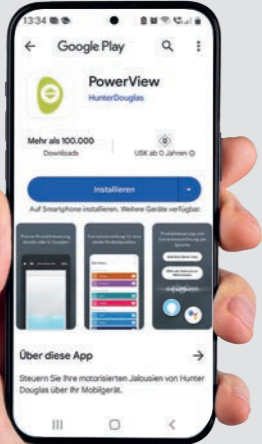 13:34
Google Play
PowerView
HunterDouglas
Mehr als 100.000
Downloads
USK ab 0 Jahren
Installieren
Auf Smartphone installieren. Weitere Geräte verfügbar.
Über diese App
Steuern Sie Ihre motorisierten Jalousien von Hunter
Douglas über Ihr Mobilgerät.